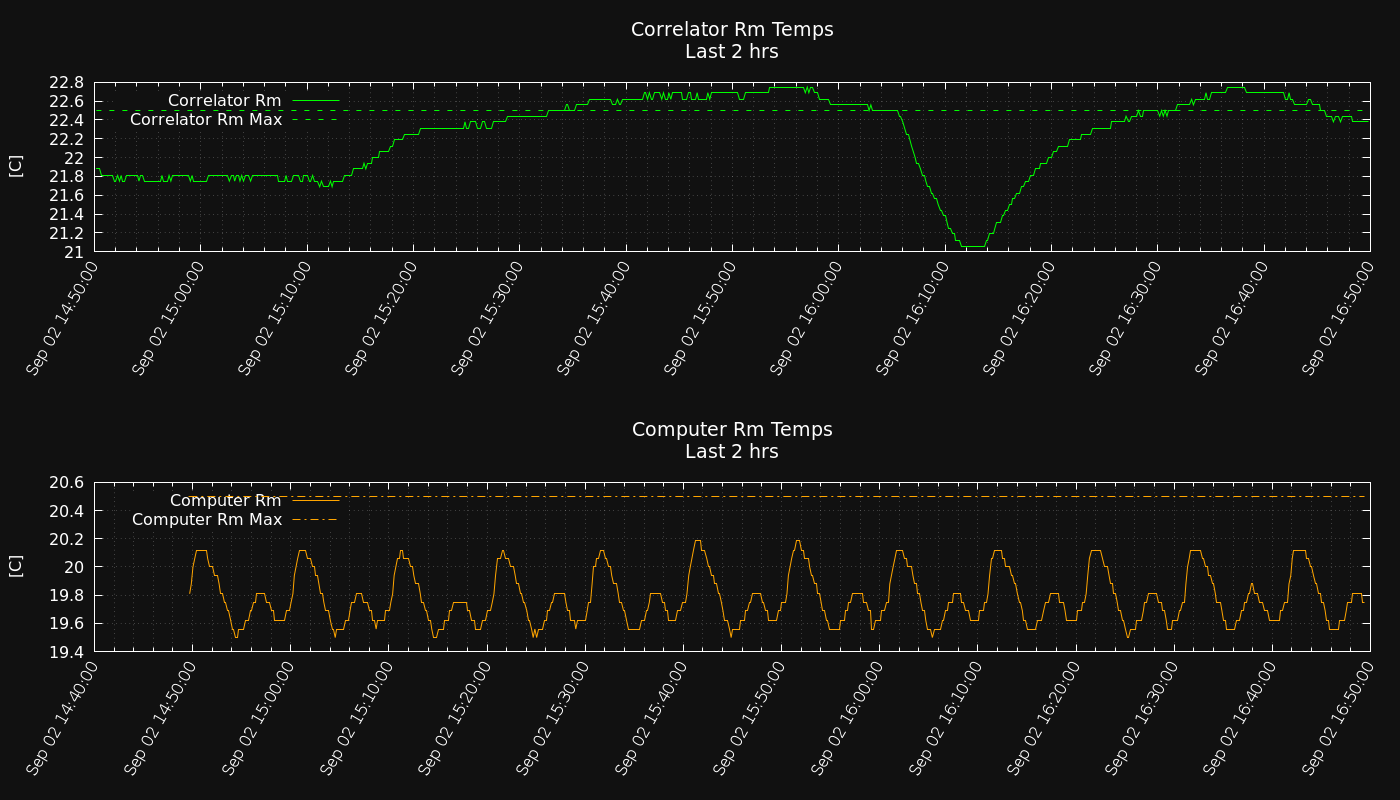 Correlator Rm Temps
Last 2 hrs
22.8
22.6
22.4
22.2
22
21.8
21.6
21.4
21.2
21
[C]
Correlator Rm
Correlator Rm Max
Sep 02 14:50:00
Sep 02 15:00:00
Sep 02 15:10:00
Sep 02 15:20:00
Sep 02 15:30:00
Sep 02 15:40:00
Sep 02 15:50:00
Sep 02 16:00:00
Sep 02 16:10:00
Sep 02 16:20:00
Sep 02 16:30:00
Sep 02 16:40:00
Sep 02 16:50:00
Computer Rm Temps
Last 2 hrs
20.6
20.4
20.2
20
19.8
19.6
19.4
[C]
Computer Rm
Computer Rm Max
Sep 02 14:40:00
Sep 02 14:50:00
Sep 02 15:00:00
Sep 02 15:10:00
Sep 02 15:20:00
Sep 02 15:30:00
Sep 02 15:40:00
Sep 02 15:50:00
Sep 02 16:00:00
Sep 02 16:10:00
Sep 02 16:20:00
Sep 02 16:30:00
Sep 02 16:40:00
Sep 02 16:50:00